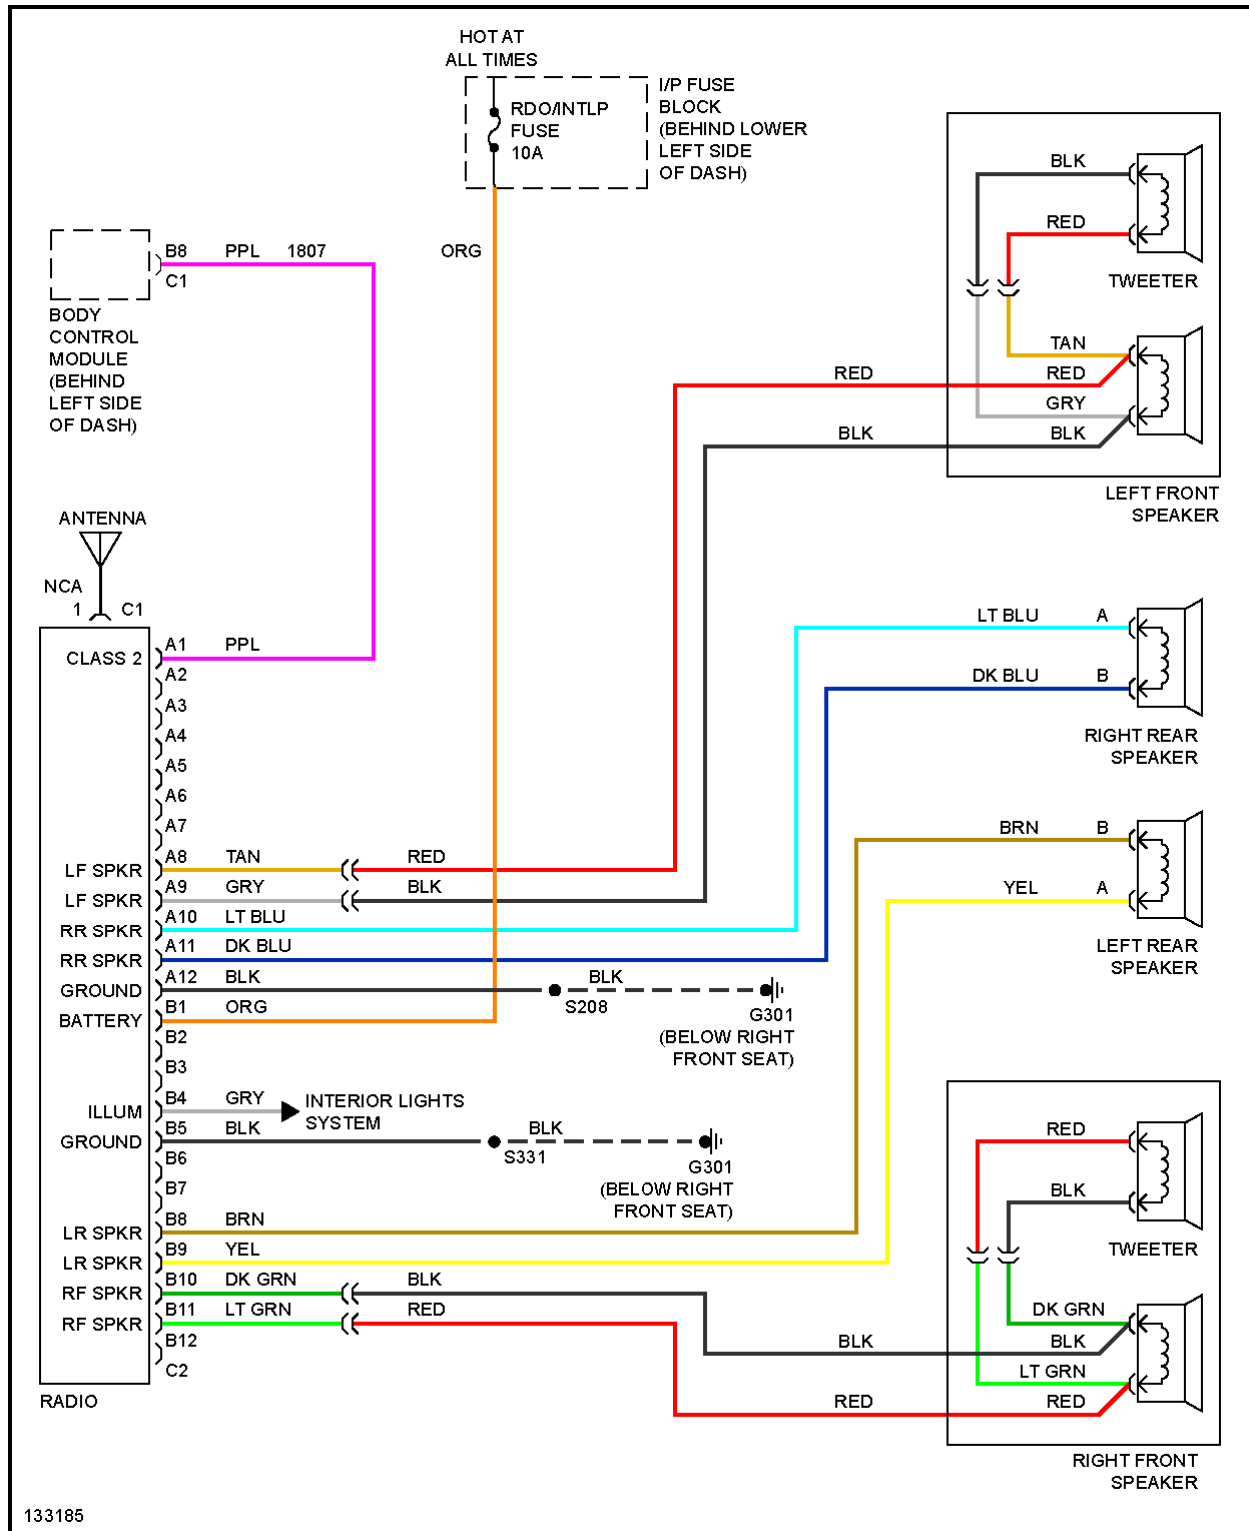 HOT AT
ALL TIMES
RDO/INTLP
FUSE
10A
I/P FUSE
BLOCK
(BEHIND LOWER
LEFT SIDE
OF DASH)
ORG
B8 PPL 1807
C1
BODY
CONTROL
MODULE
(BEHIND
LEFT SIDE
OF DASH)
BLK
RED
TWEETER
TAN
RED RED
GRY
BLK BLK
LEFT FRONT
SPEAKER
ANTENNA
NCA
1 C1
LT BLU A
DK BLU B
RIGHT REAR
SPEAKER
BRN B
YEL A
LEFT REAR
SPEAKER
CLASS 2 A1 PPL
A2
A3
A4
A5
A6
A7
LF SPKR A8 TAN RED
LF SPKR A9 GRY BLK
RR SPKR A10 LT BLU
RR SPKR A11 DK BLU
GROUND A12 BLK BLK
S208 G301
(BELOW RIGHT
FRONT SEAT)
BATTERY B1 ORG
B2
B3
ILLUM B4 GRY INTERIOR LIGHTS
SYSTEM
GROUND B5 BLK BLK
S331 G301
(BELOW RIGHT
FRONT SEAT)
B6
B7
LR SPKR B8 BRN
LR SPKR B9 YEL
RF SPKR B10 DK GRN BLK
RF SPKR B11 LT GRN RED
B12
C2
RADIO
RED
BLK
TWEETER
DK GRN
BLK BLK
LT GRN
RED RED
RIGHT FRONT
SPEAKER
133185